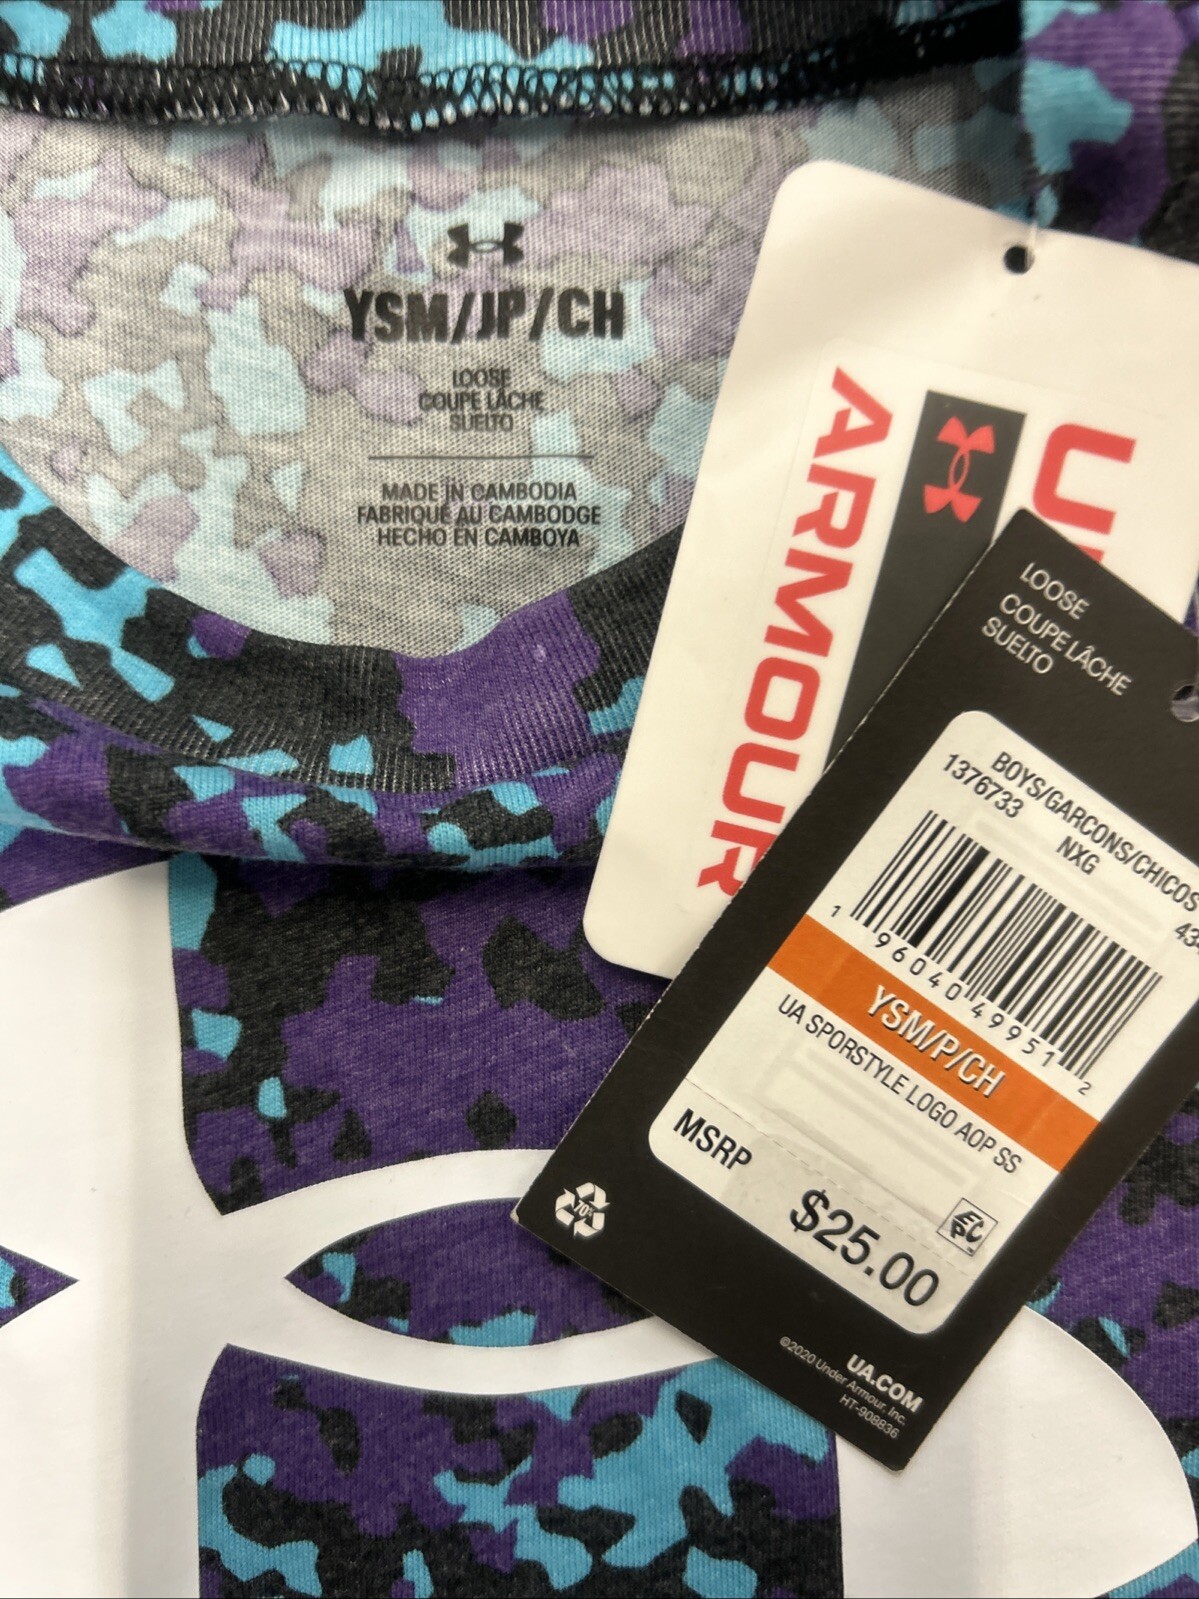 YSM/JP/CH
LOOSE
COUPE LÂCHE
SUELTO
MADE IN CAMBODIA
FABRIQUÉ AU CAMBODGE
HECHO EN CAMBOYA
ARMOUR
LOOSE
COUPE LÂCHE
SUELTO
BOYS/GARCONS/CHICOS
1376733
NXG
1 96040 49951 2
YSM/P/CH
UA SPORSTYLE LOGO AOP SS
MSRP
$25.00
70%
UA.COM
©2020 Under Armour, Inc.
HT-908836